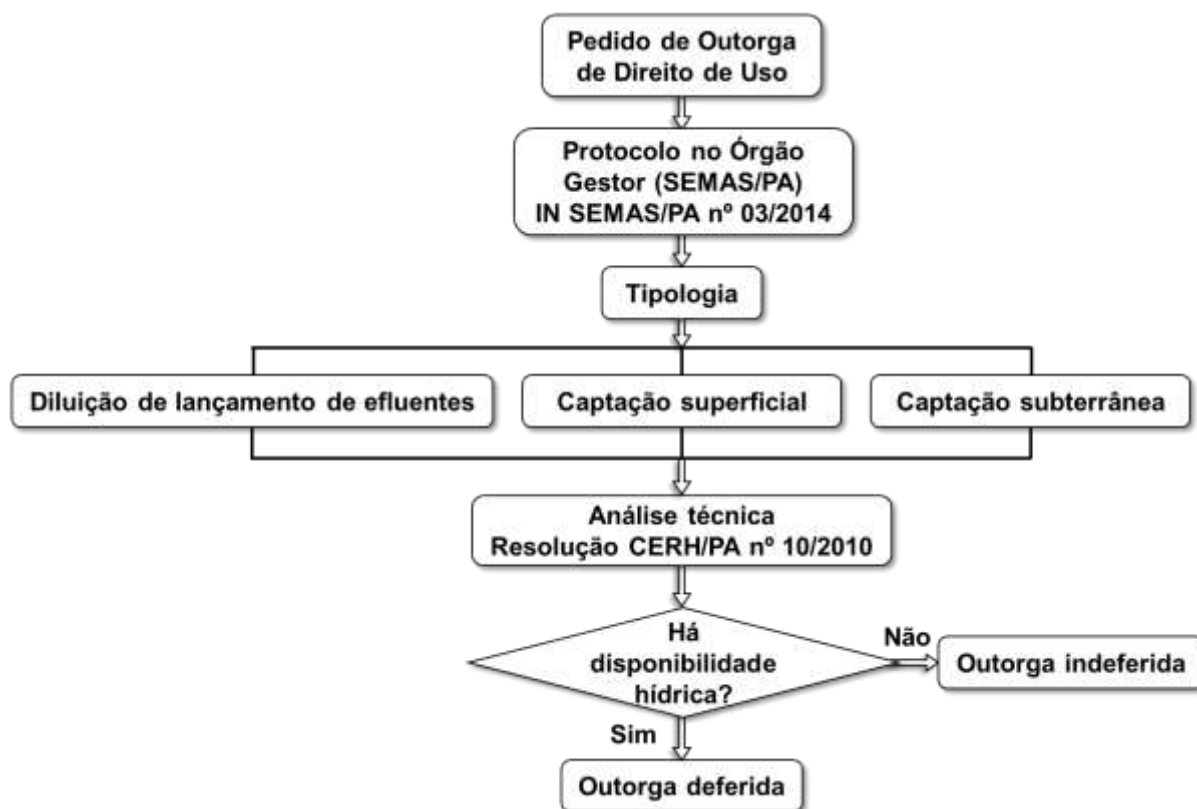 Pedido de Outorga
de Direito de Uso
Protocolo no Órgão
Gestor (SEMAS/PA)
IN SEMAS/PA nº 03/2014
Tipologia
Diluição de lançamento de efluentes
Captação superficial
Captação subterrânea
Análise técnica
Resolução CERH/PA nº 10/2010
Há
disponibilidade
hídrica?
Não
Outorga indeferida
Sim
Outorga deferida